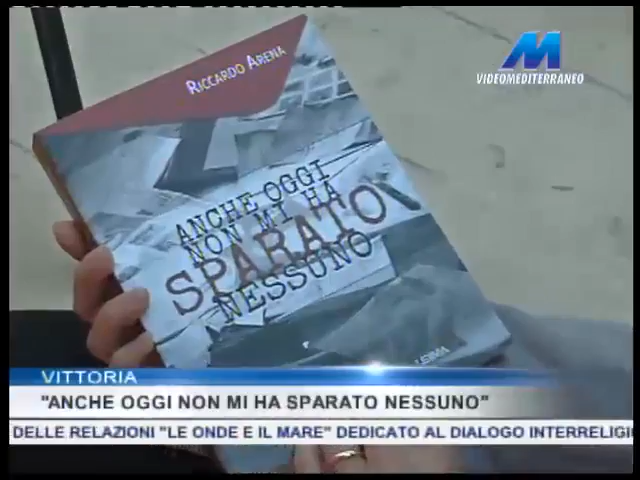 RICCARDO ARENA
M
VIDEOMEDITERRANEO
ANCHE OGGI
NON MI HA
SPARATO
NESSUNO
VITTORIA
"ANCHE OGGI NON MI HA SPARATO NESSUNO"
DELLE RELAZIONI "LE ONDE E IL MARE" DEDICATO AL DIALOGO INTERRELIGI